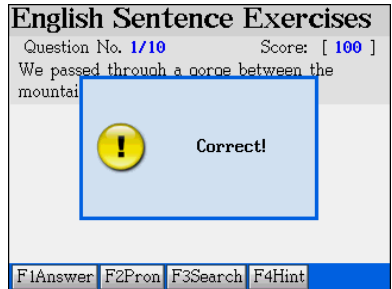 English Sentence Exercises
Question No. 1/10 Score: [ 100 ]
We passed through a gorge between the
Correct!
F1Answer F2Pron F3Search F4Hint